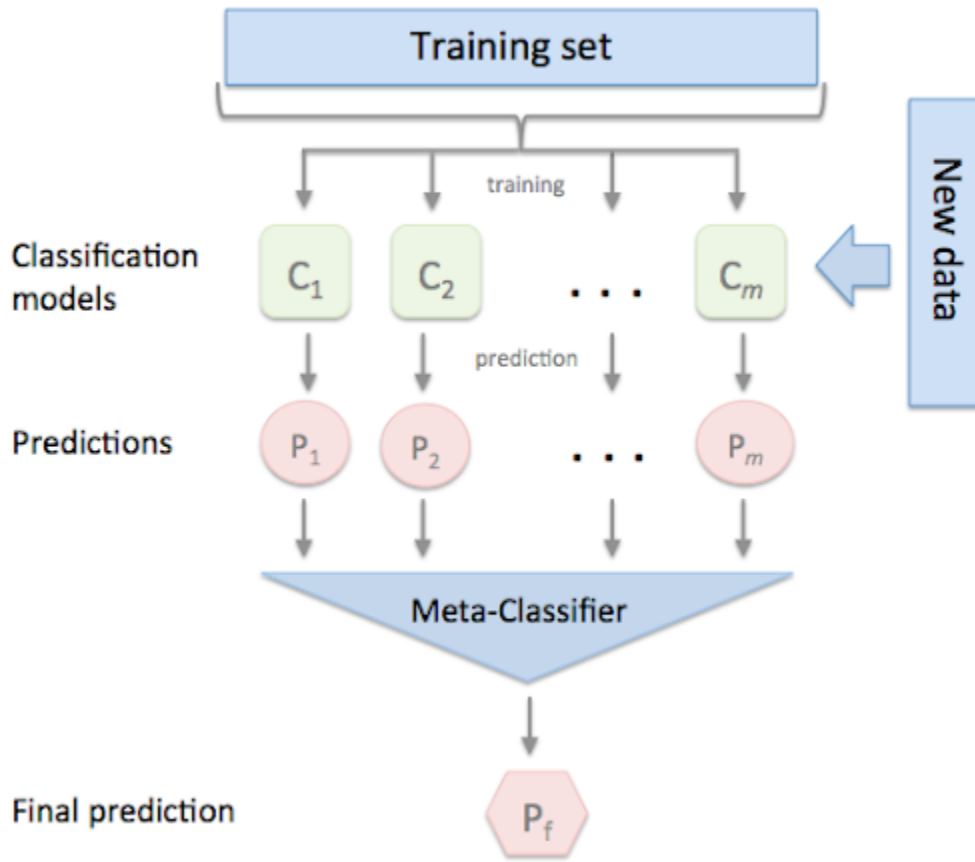 Training set
training
New data
Classification
models
C1
C2
. . .
Cm
prediction
Predictions
P1
P2
. . .
Pm
Meta-Classifier
Final prediction
Pf